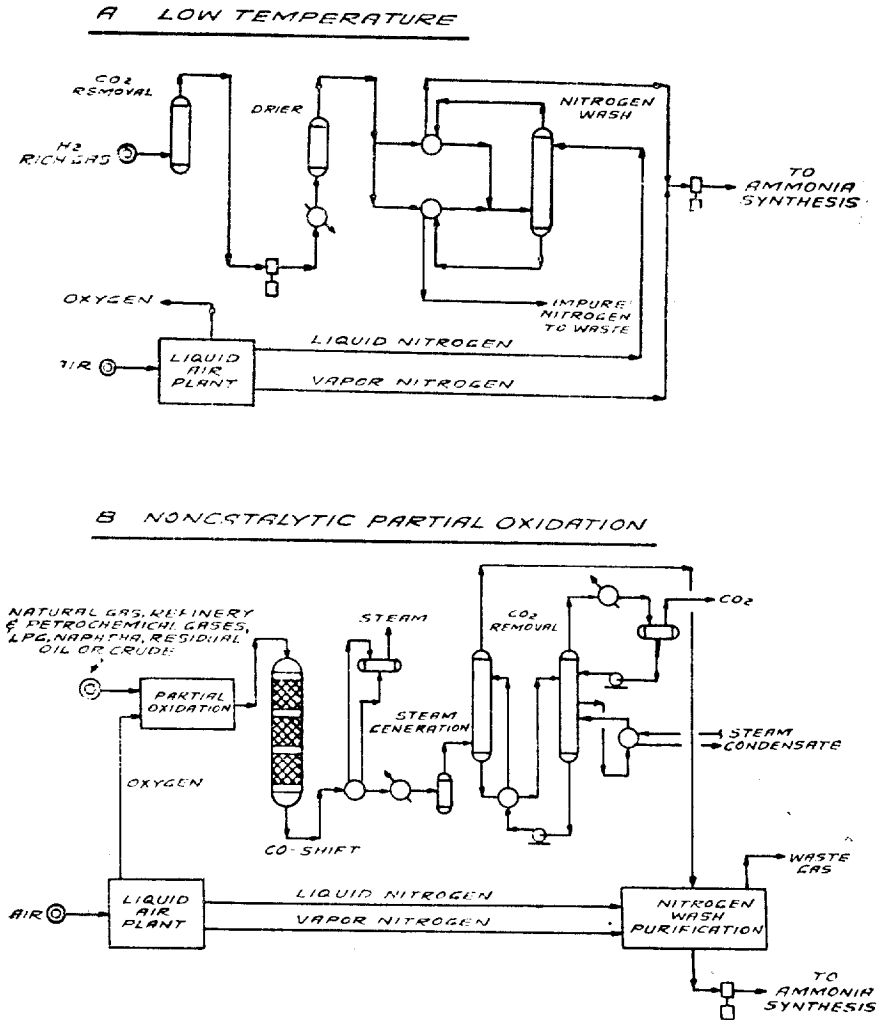 A LOW TEMPERATURE
CO2
REMOVAL
H2
RICH GAS
DRIER
NITROGEN
WASH
TO
AMMONIA
SYNTHESIS
IMPURE
NITROGEN
TO WASTE
OXYGEN
LIQUID NITROGEN
AIR
LIQUID
AIR
PLANT
VAPOR NITROGEN
B NONCATALYTIC PARTIAL OXIDATION
NATURAL GAS, REFINERY
& PETROCHEMICAL GASES,
LPG, NAPHTHA, RESIDUAL
OIL OR CRUDE
STEAM
CO2
REMOVAL
CO2
PARTIAL
OXIDATION
STEAM
GENERATION
STEAM
CONDENSATE
OXYGEN
CO-SHIFT
WASTE
GAS
AIR
LIQUID
AIR
PLANT
LIQUID NITROGEN
VAPOR NITROGEN
NITROGEN
WASH
PURIFICATION
TO
AMMONIA
SYNTHESIS